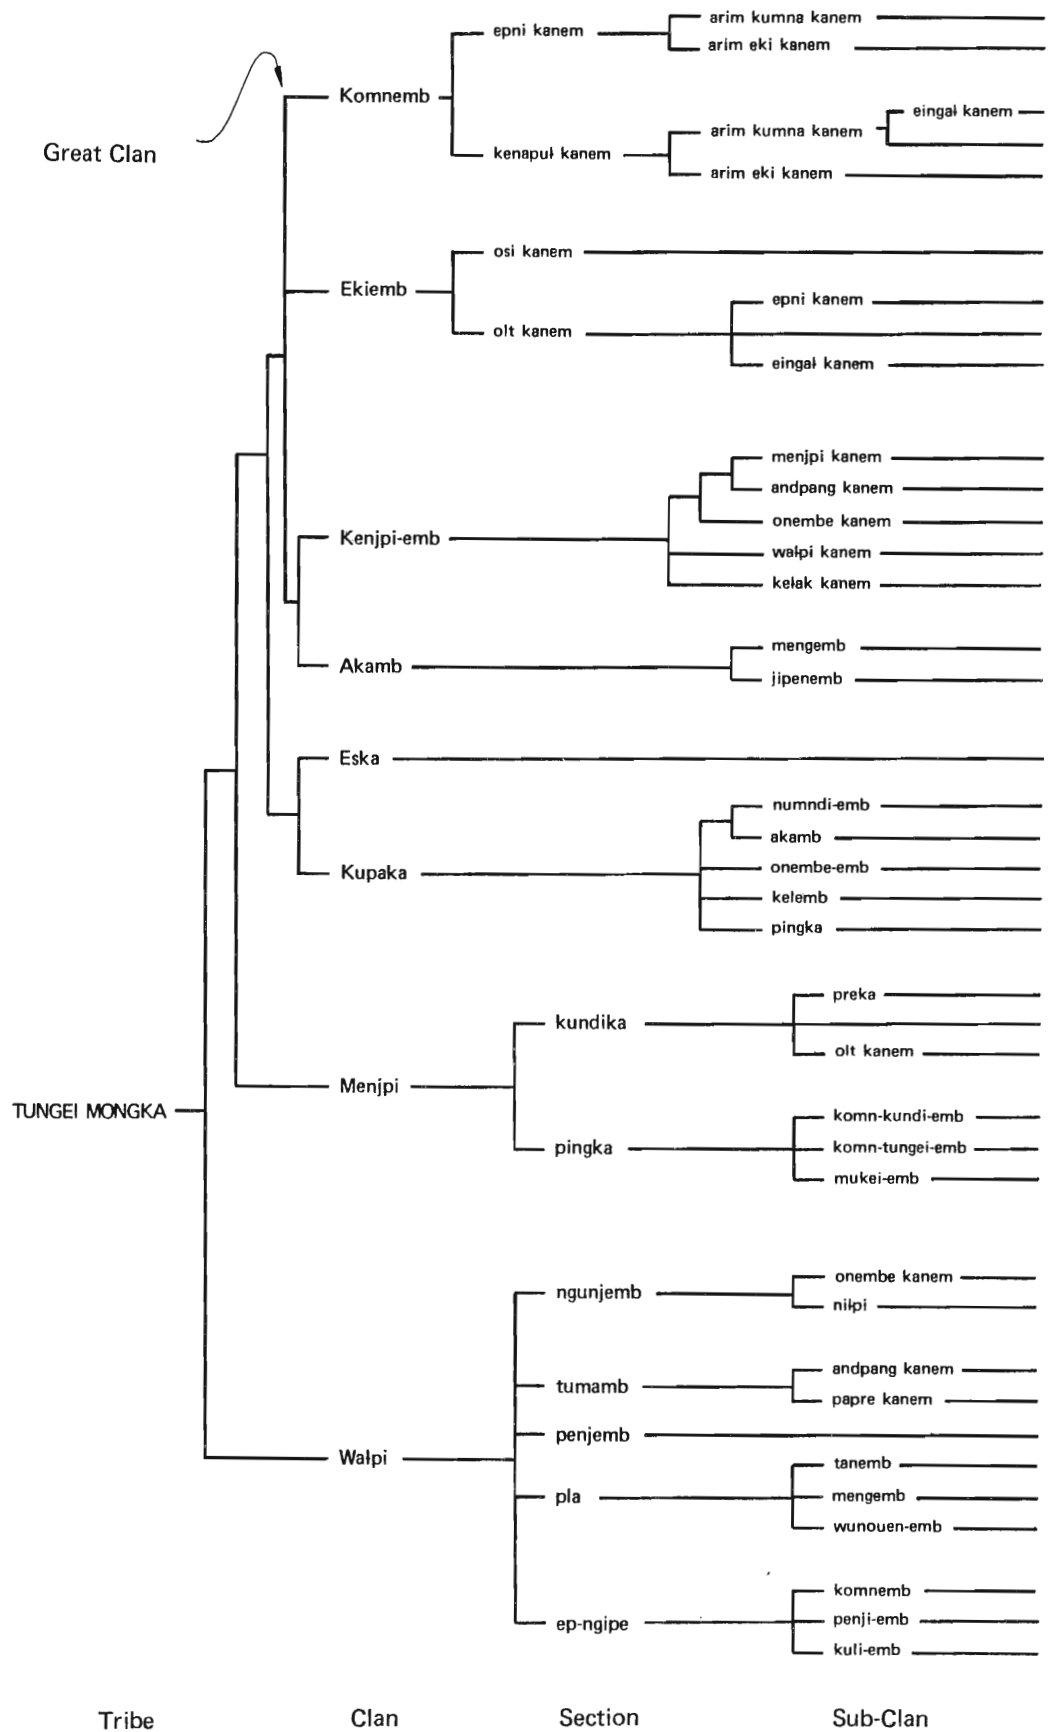 arim kumna kanem
epni kanem
arim eki kanem
Komnemb
eingał kanem
arim kumna kanem
Great Clan
kenapuł kanem
arim eki kanem
osi kanem
Ekiemb
epni kanem
olt kanem
eingał kanem
menjpi kanem
andpang kanem
onembe kanem
Kenjpi-emb
wałpi kanem
kełak kanem
mengemb
Akamb
jipenemb
Eska
numndi-emb
akamb
onembe-emb
Kupaka
kelemb
pingka
preka
kundika
olt kanem
Menjpi
TUNGEI MONGKA
komn-kundi-emb
pingka
komn-tungei-emb
mukei-emb
onembe kanem
ngunjemb
niłpi
andpang kanem
tumamb
papre kanem
penjemb
Wałpi
tanemb
pla
mengemb
wunouen-emb
komnemb
ep-ngipe
penji-emb
kuli-emb
Tribe Clan Section Sub-Clan